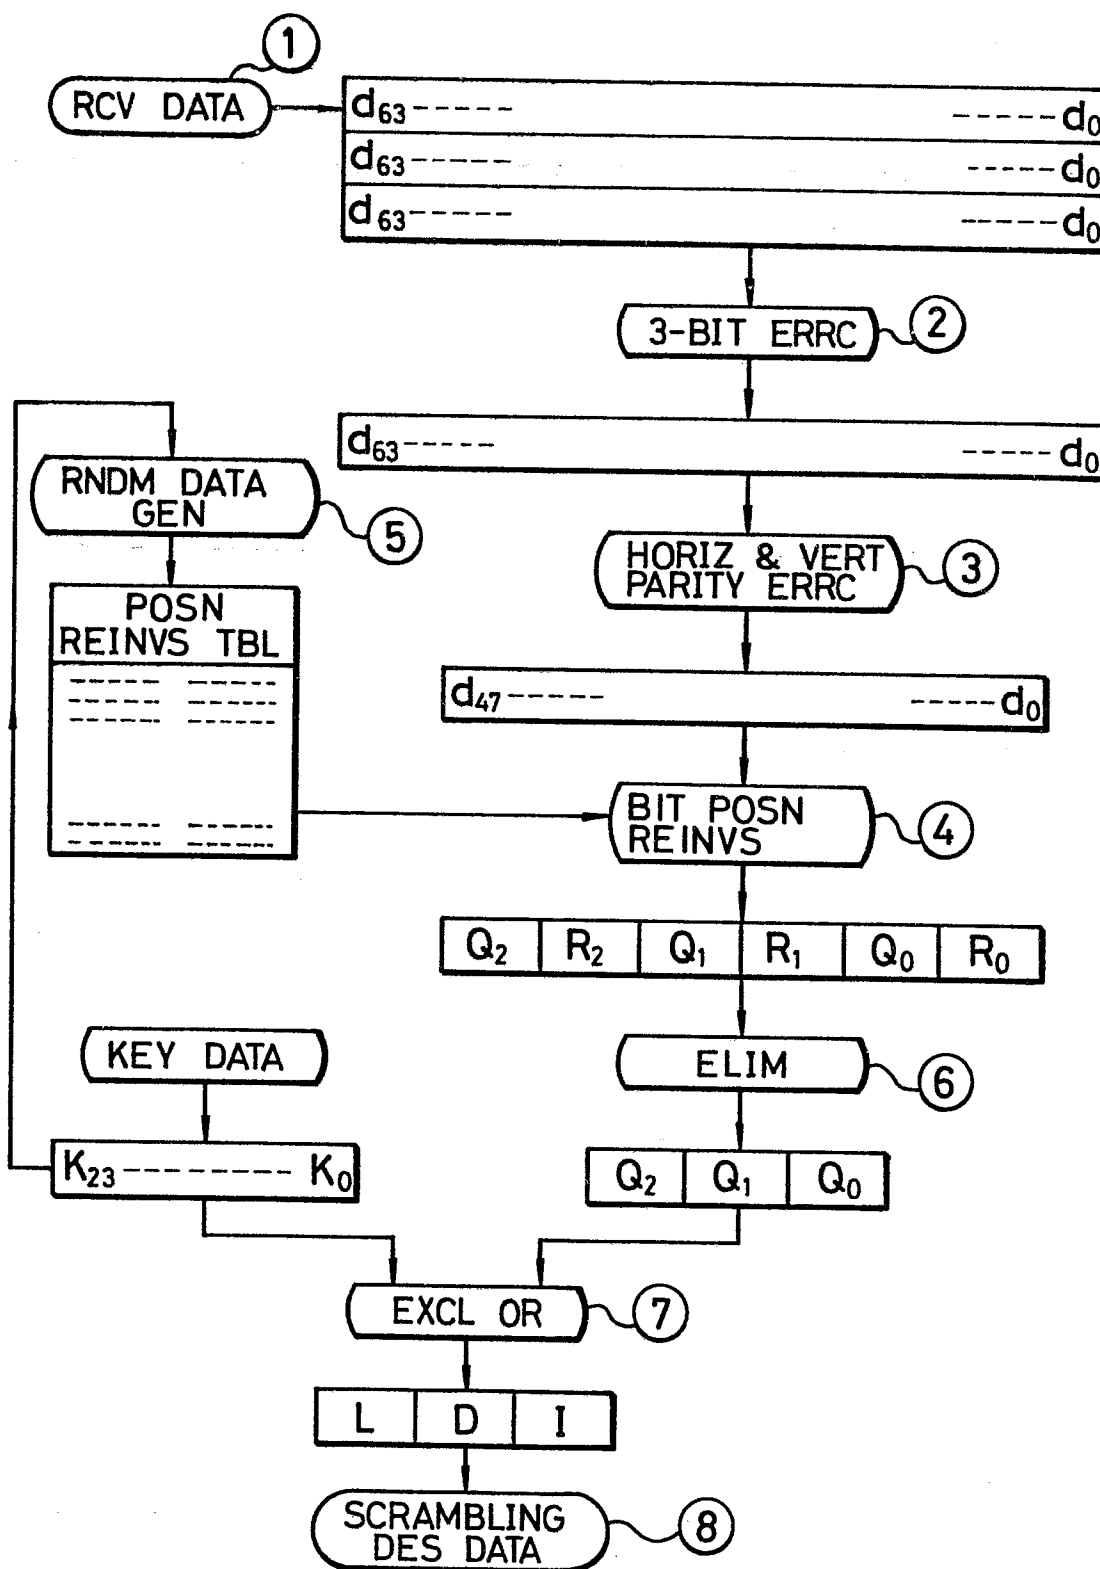 ①
RCV DATA
d₆₃----- -----d₀
d₆₃----- -----d₀
d₆₃----- -----d₀
3-BIT ERRC ②
d₆₃----- -----d₀
RNDM DATA
GEN
⑤
HORIZ & VERT
PARITY ERRC
③
POSN
REINVS TBL
d₄₇----- -----d₀
BIT POSN
REINVS
④
Q₂ R₂ Q₁ R₁ Q₀ R₀
KEY DATA
ELIM ⑥
K₂₃--------- K₀
Q₂ Q₁ Q₀
EXCL OR ⑦
L D I
SCRAMBLING
DES DATA
⑧